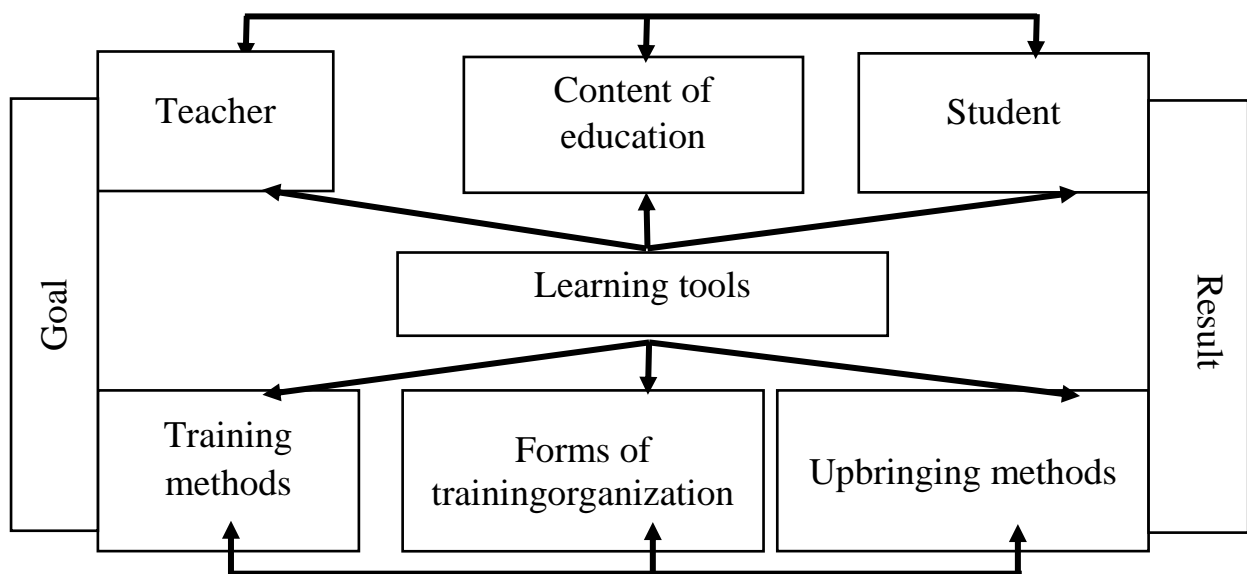 Teacher
Content of
education
Student
Goal
Learning tools
Result
Training
methods
Forms of
trainingorganization
Upbringing methods